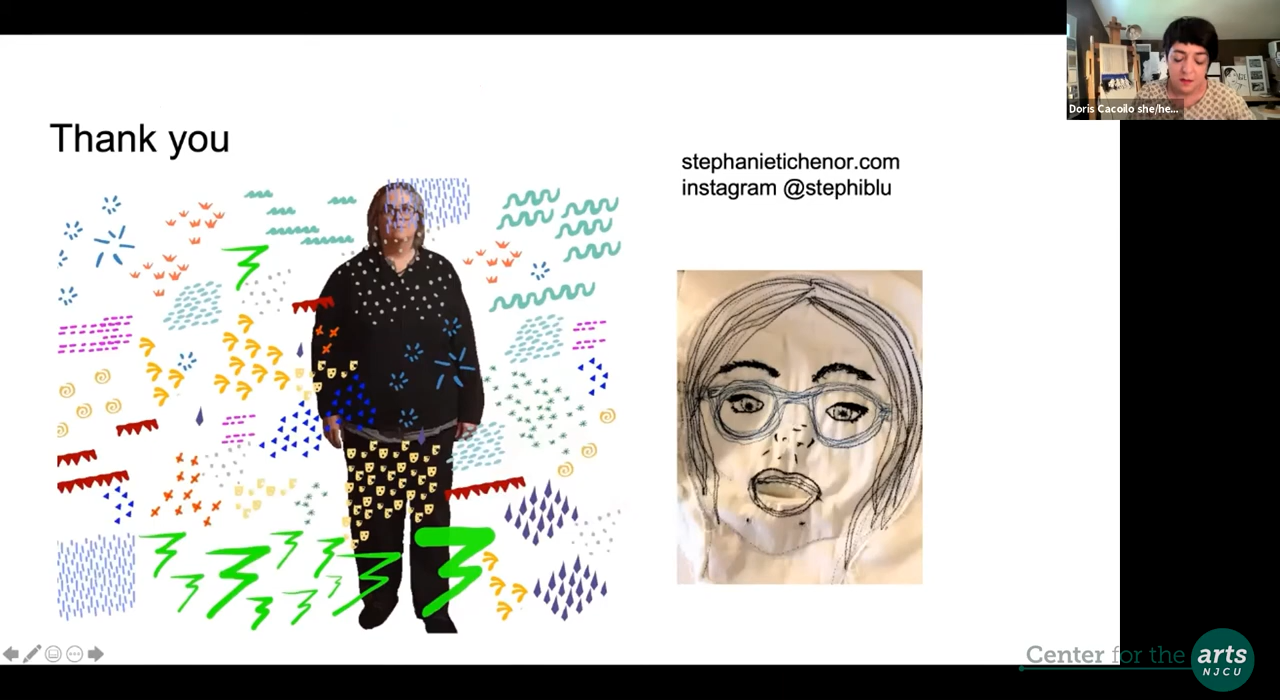 Doris Cacoilo she/he...
Thank you
stephanietichenor.com
instagram @stephiblu
Center for the arts
NJCU